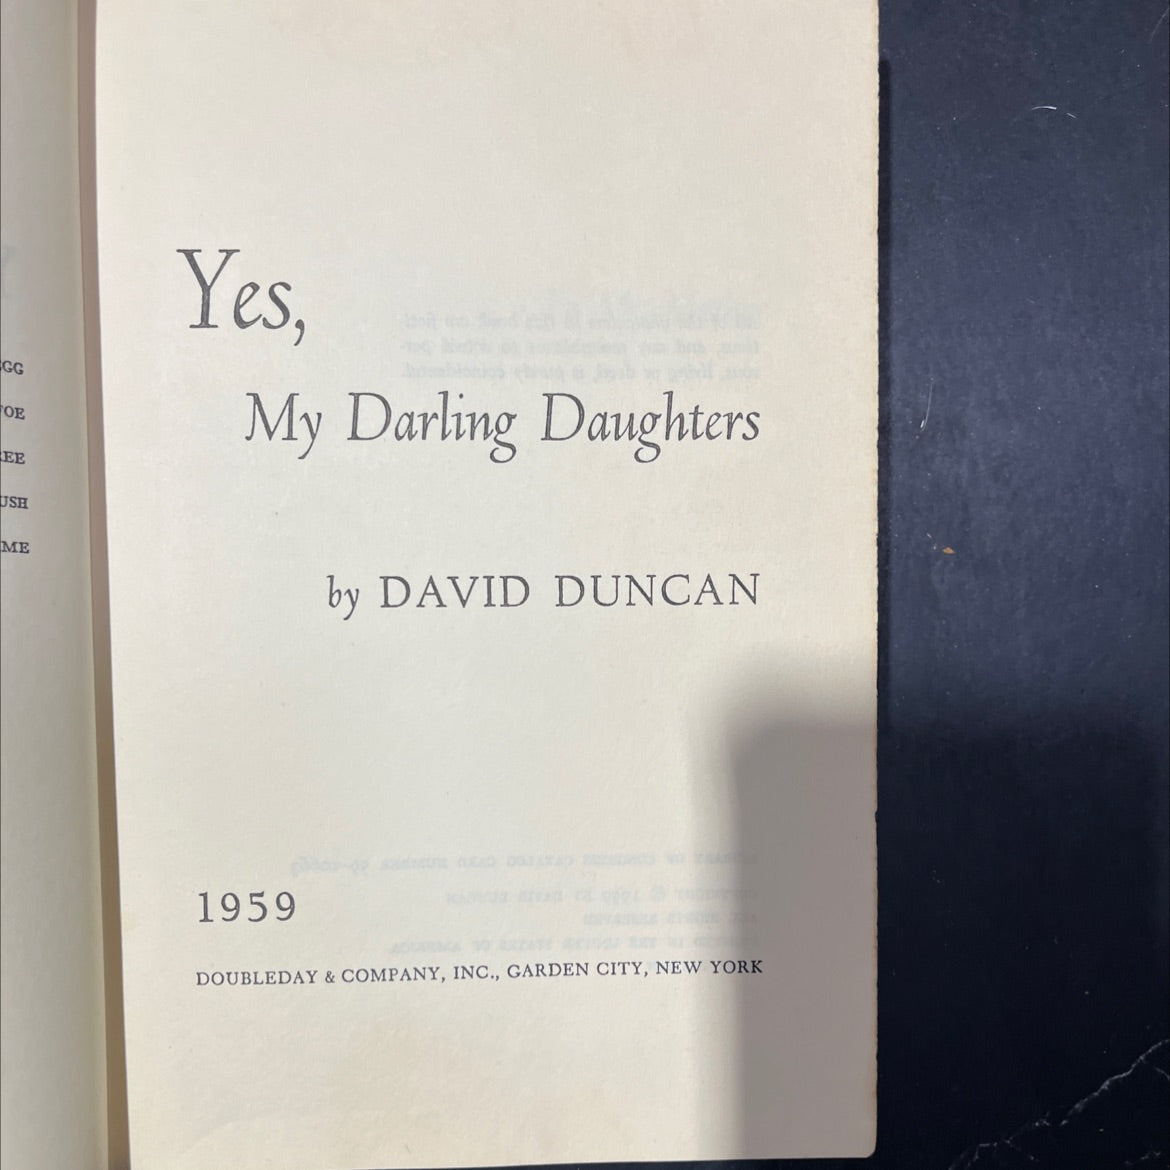 GG
OE
EE
USH
ME
Yes,
My Darling Daughters
by DAVID DUNCAN
1959
DOUBLEDAY & COMPANY, INC., GARDEN CITY, NEW YORK